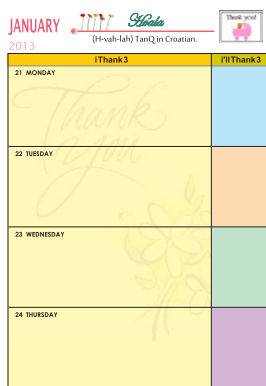 JANUARY
Hvala
Thank you!
2013
(H-vah-lah) TanQ in Croatian.
iThank3
i'llThank3
21 MONDAY
Thank
You
22 TUESDAY
23 WEDNESDAY
24 THURSDAY